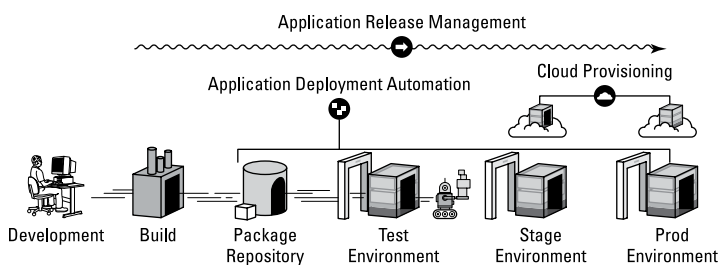 Application Release Management
Application Deployment Automation
Cloud Provisioning
Development
Build
Package
Repository
Test
Environment
Stage
Environment
Prod
Environment